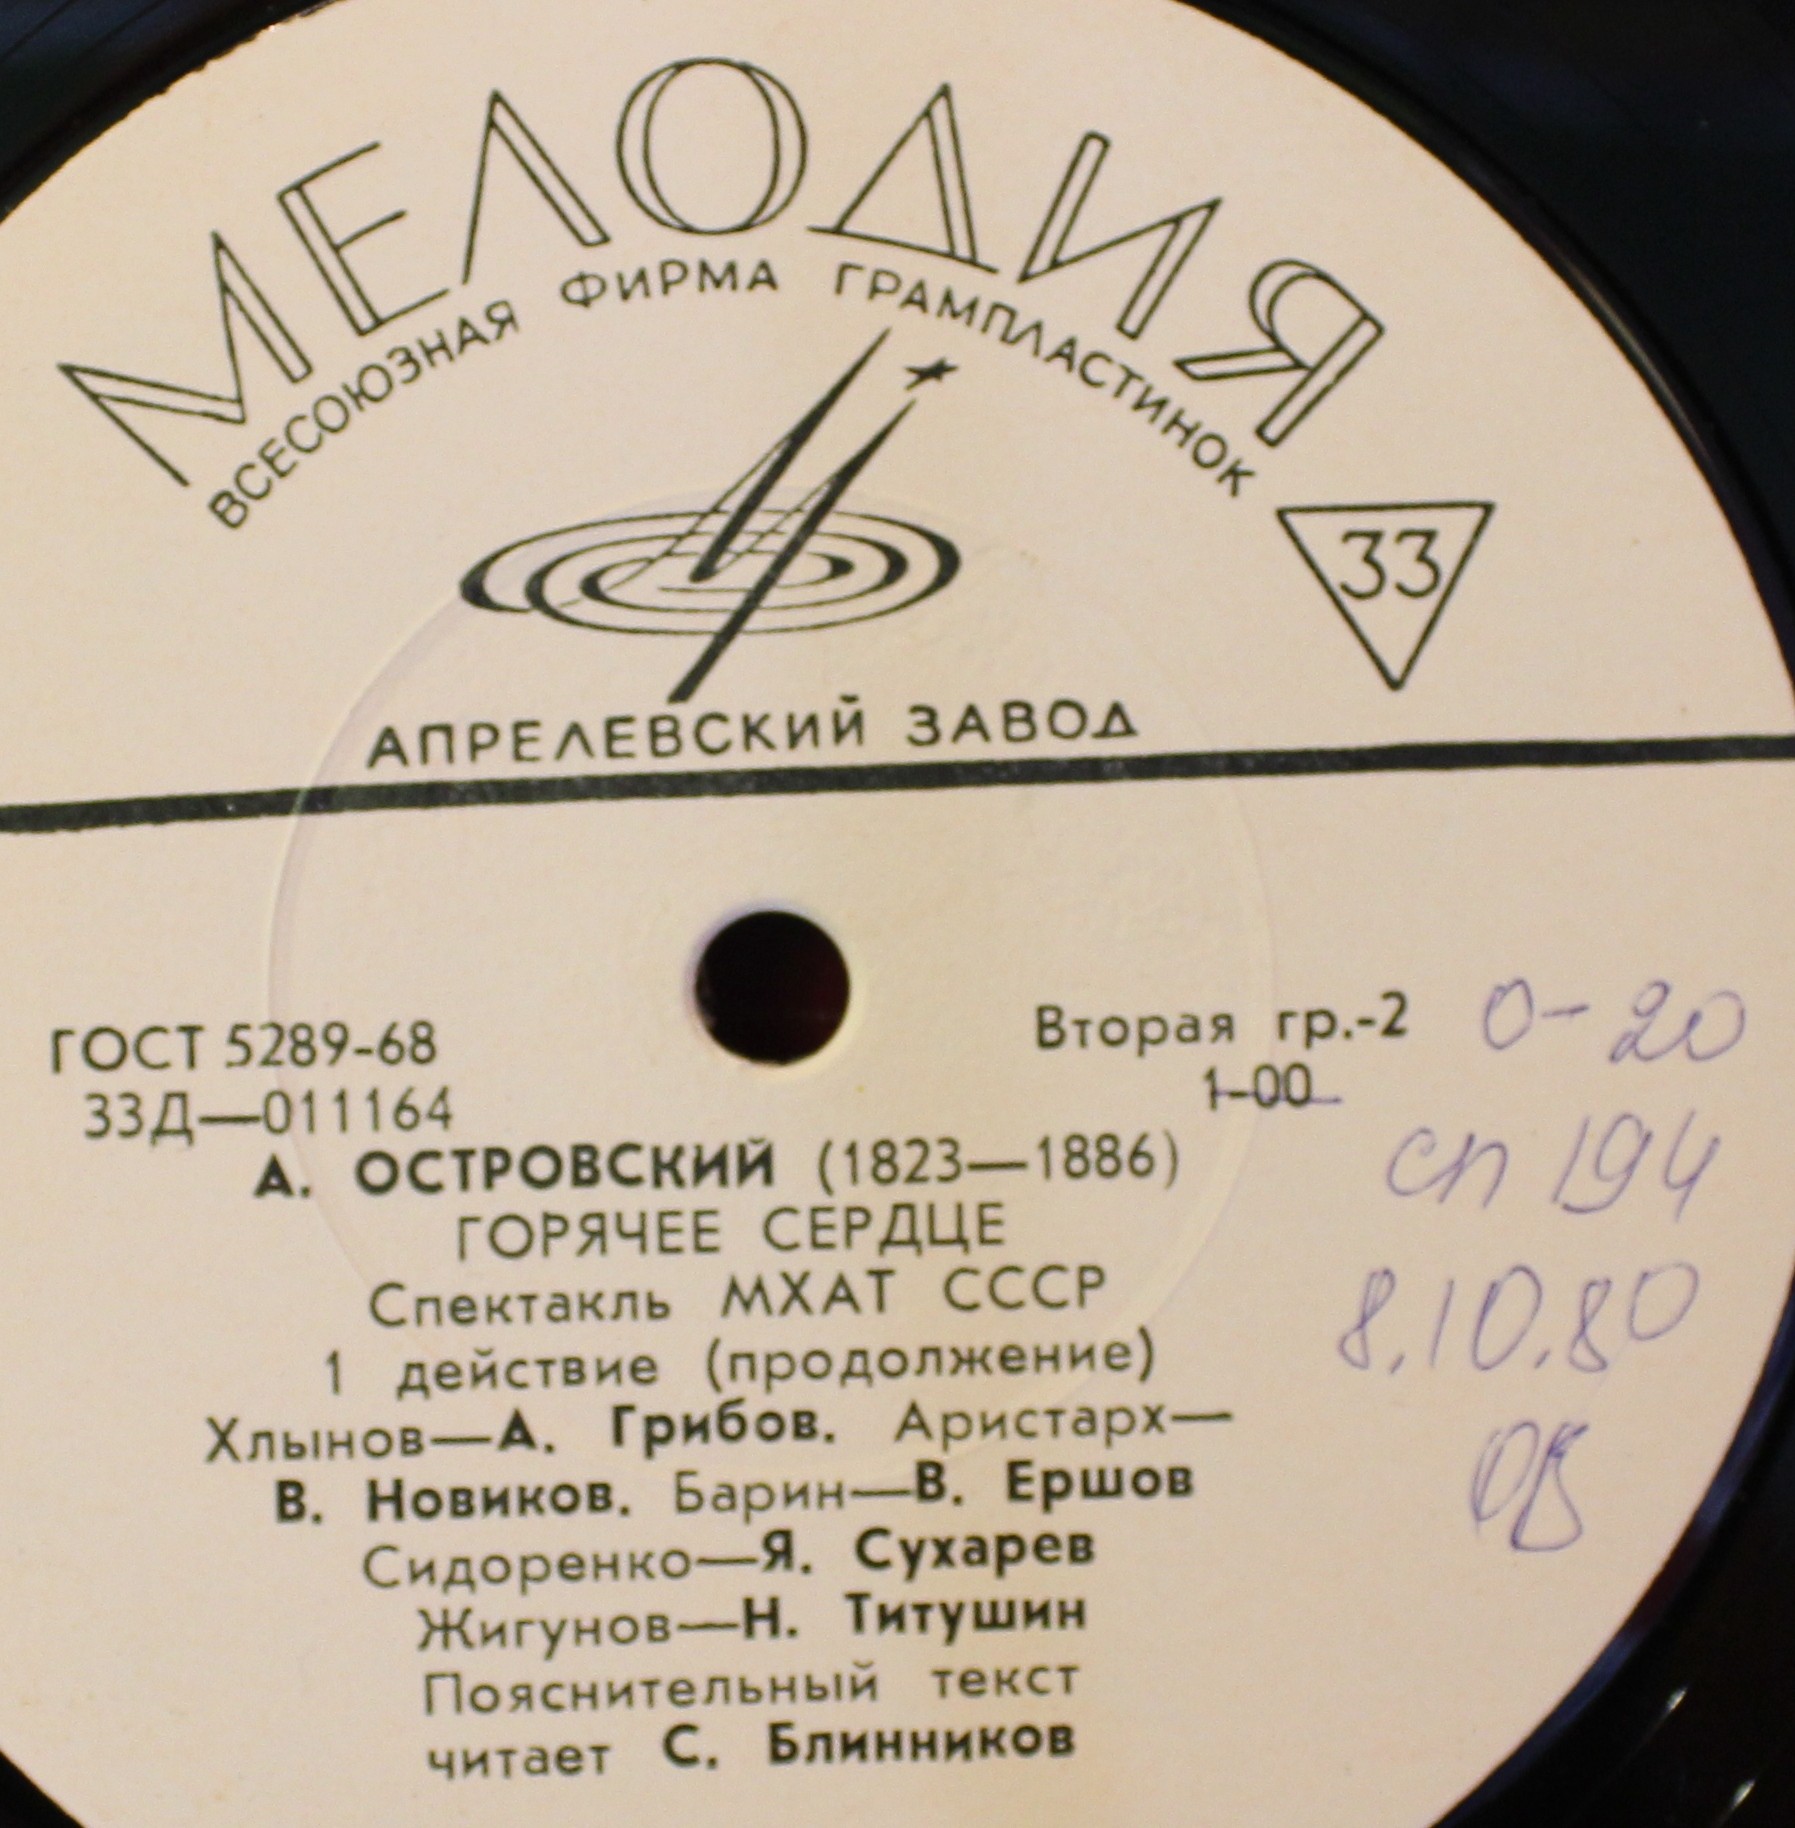 МЕЛОДИЯ
ВСЕСОЮЗНАЯ ФИРМА ГРАМПЛАСТИНОК
33
АПРЕЛЕВСКИЙ ЗАВОД
ГОСТ 5289-68
Вторая гр.-2
0-20
33Д—011164
1-00
сп 194
А. ОСТРОВСКИЙ (1823—1886)
ГОРЯЧЕЕ СЕРДЦЕ
Спектакль МХАТ СССР
8.10.80
1 действие (продолжение)
Хлынов—А. Грибов. Аристарх—
В. Новиков. Барин—В. Ершов
Сидоренко—Я. Сухарев
Жигунов—Н. Титушин
Пояснительный текст
читает С. Блинников